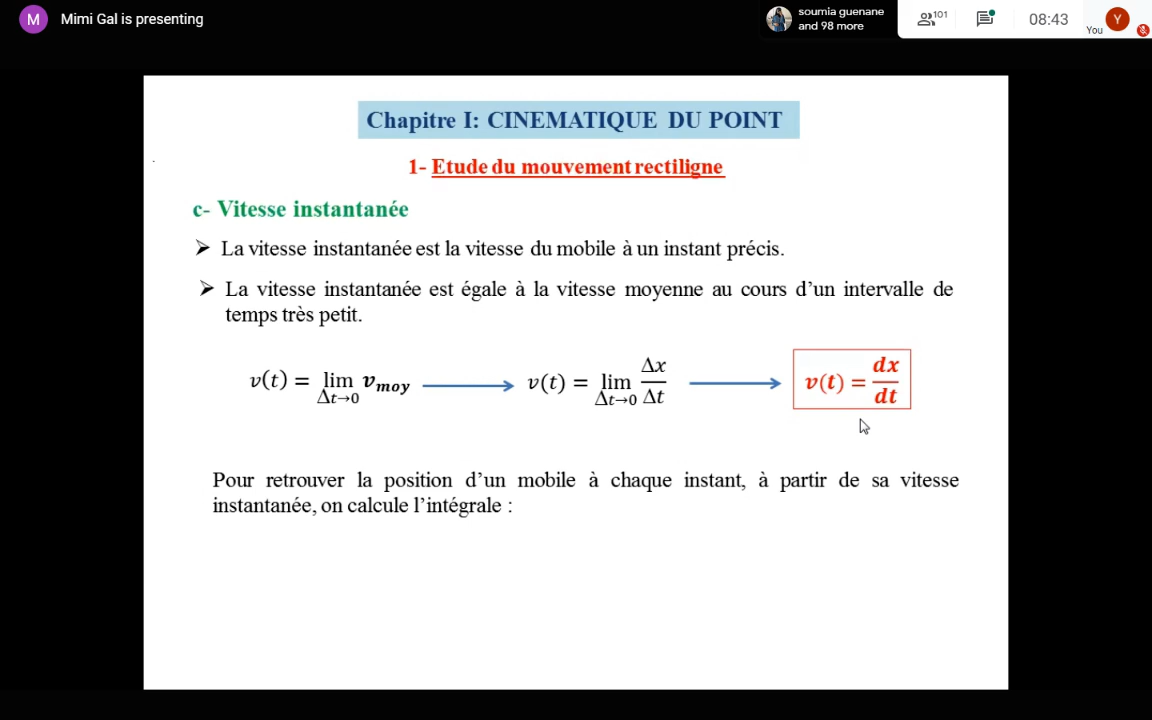 M Mimi Gal is presenting
soumia guenane
and 98 more
101
08:43
You
Y
Chapitre I: CINEMATIQUE DU POINT
1- Etude du mouvement rectiligne
c- Vitesse instantanée
➢ La vitesse instantanée est la vitesse du mobile à un instant précis.
➢ La vitesse instantanée est égale à la vitesse moyenne au cours d’un intervalle de
temps très petit.
v(t) = lim Δt→0 v moy → v(t) = lim Δt→0 Δx/Δt → v(t) = dx/dt
Pour retrouver la position d’un mobile à chaque instant, à partir de sa vitesse
instantanée, on calcule l’intégrale :